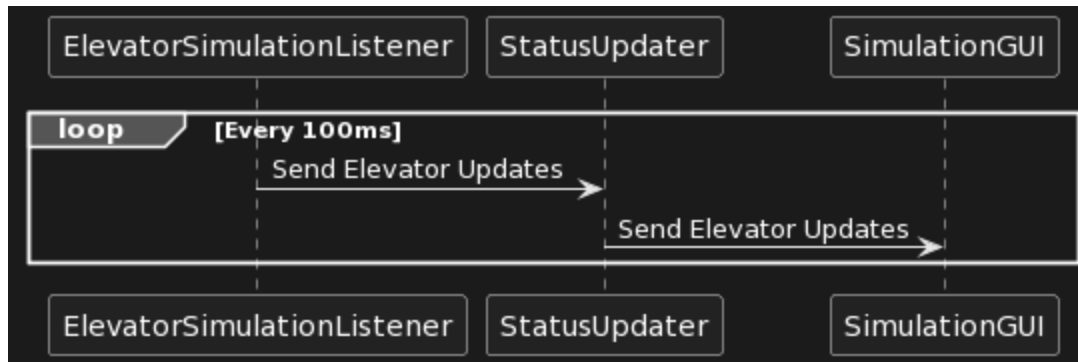 ElevatorSimulationListener StatusUpdater SimulationGUI
loop [Every 100ms]
Send Elevator Updates
Send Elevator Updates
ElevatorSimulationListener StatusUpdater SimulationGUI